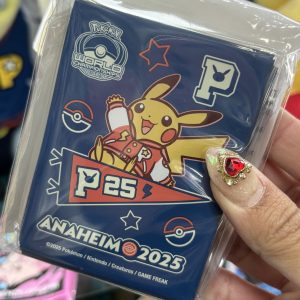 Pokémon
WORLD
CHAMPIONSHIPS
P
P25
ANAHEIM 2025
©2025 Pokémon / Nintendo / Creatures / GAME FREAK